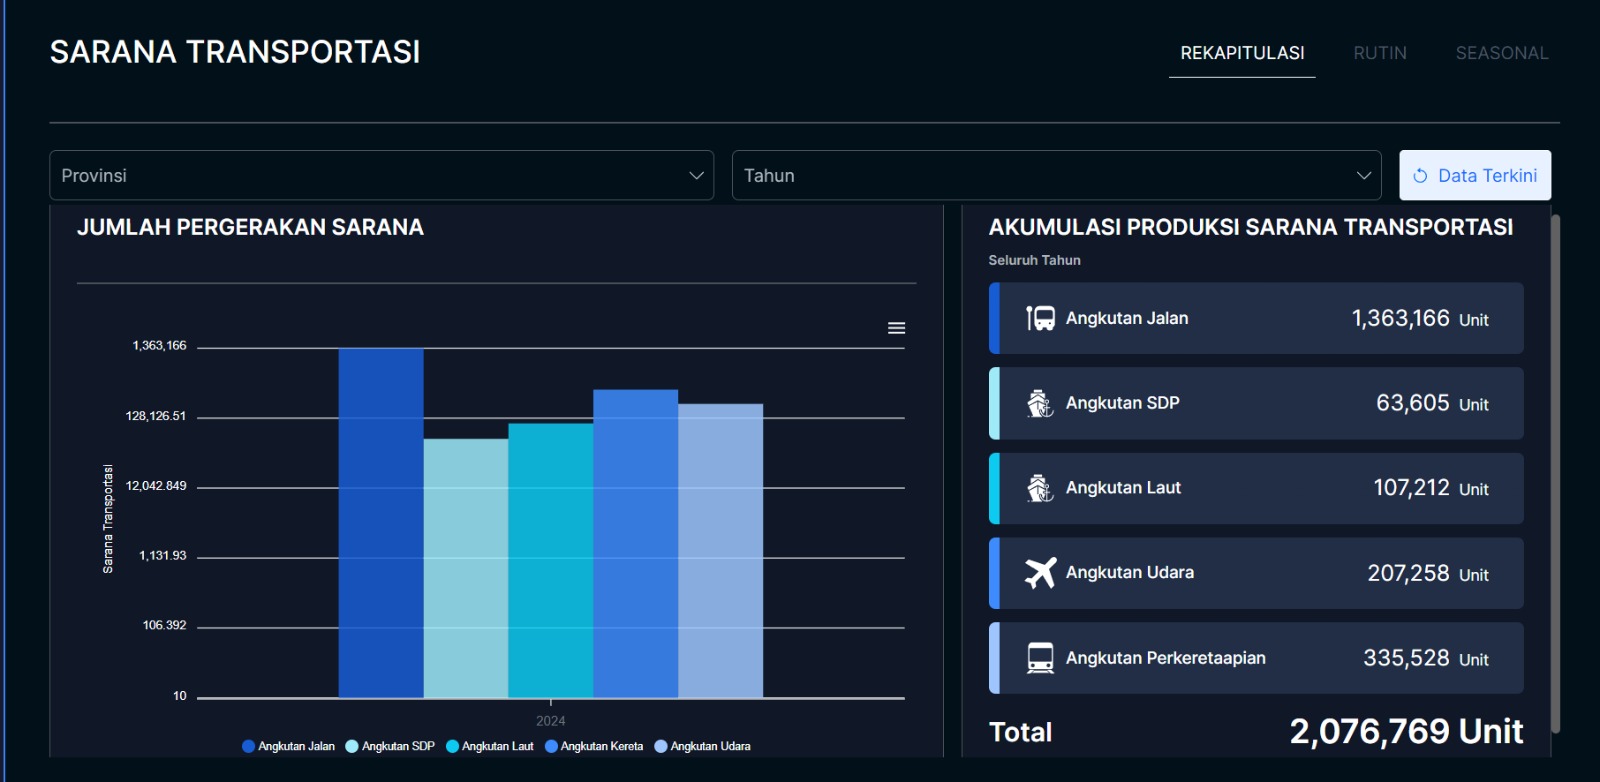 SARANA TRANSPORTASI
REKAPITULASI
RUTIN
SEASONAL
Provinsi
Tahun
Data Terkini
JUMLAH PERGERAKAN SARANA
1,363,166
128,126.51
12,042.849
1,131.93
106.392
10
Sarana Transportasi
2024
Angkutan Jalan Angkutan SDP Angkutan Laut Angkutan Kereta Angkutan Udara
AKUMULASI PRODUKSI SARANA TRANSPORTASI
Seluruh Tahun
Angkutan Jalan 1,363,166 Unit
Angkutan SDP 63,605 Unit
Angkutan Laut 107,212 Unit
Angkutan Udara 207,258 Unit
Angkutan Perkeretaapian 335,528 Unit
Total 2,076,769 Unit